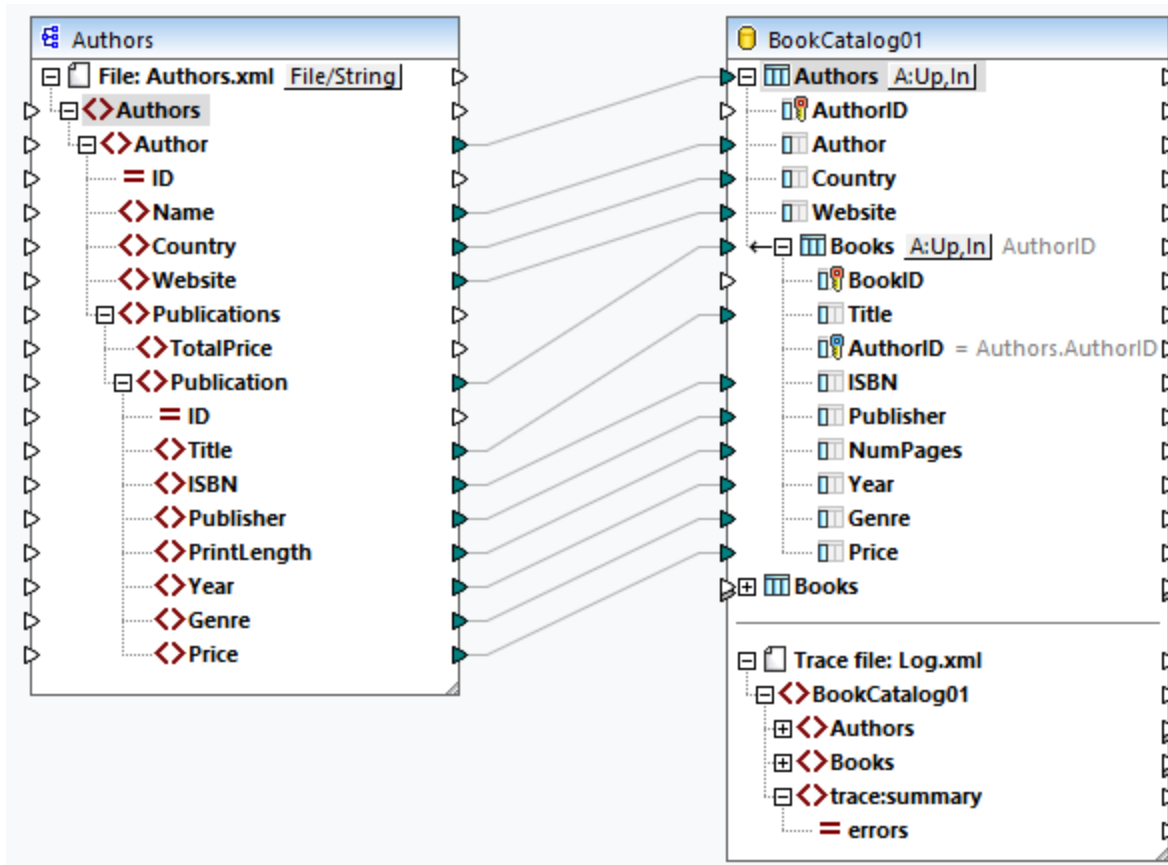 Authors
File: Authors.xml File/String
Authors
Author
ID
Name
Country
Website
Publications
TotalPrice
Publication
ID
Title
ISBN
Publisher
PrintLength
Year
Genre
Price
BookCatalog01
Authors A:Up,In
AuthorID
Author
Country
Website
Books A:Up,In AuthorID
BookID
Title
AuthorID = Authors.AuthorID
ISBN
Publisher
NumPages
Year
Genre
Price
Books
Trace file: Log.xml
BookCatalog01
Authors
Books
trace:summary
errors